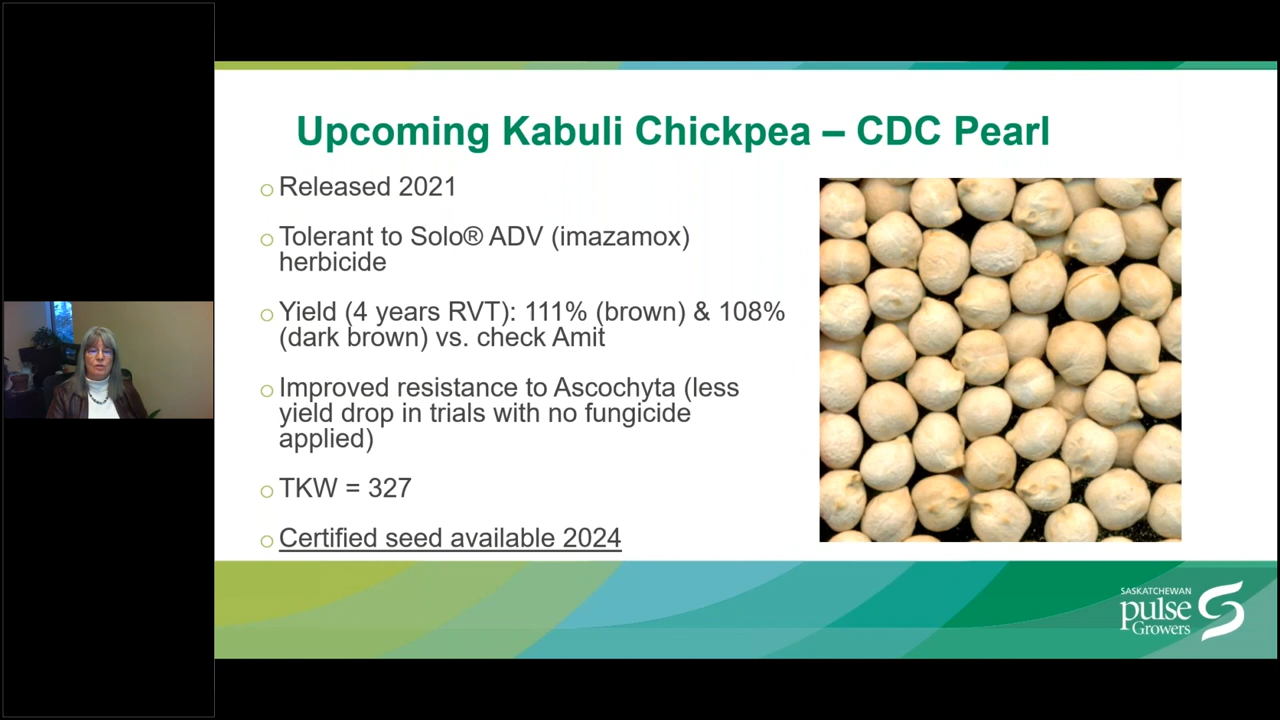 Upcoming Kabuli Chickpea – CDC Pearl
Released 2021
Tolerant to Solo® ADV (imazamox)
herbicide
Yield (4 years RVT): 111% (brown) & 108%
(dark brown) vs. check Amit
Improved resistance to Ascochyta (less
yield drop in trials with no fungicide
applied)
TKW = 327
Certified seed available 2024
SASKATCHEWAN
pulse
Growers